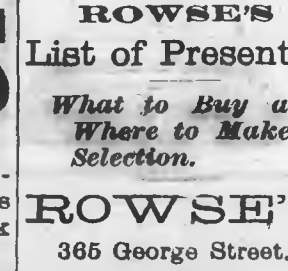 ROWSE'S
List of Present
What to Buy a
Where to Make
Selection.
ROWSE'
365 George Street.